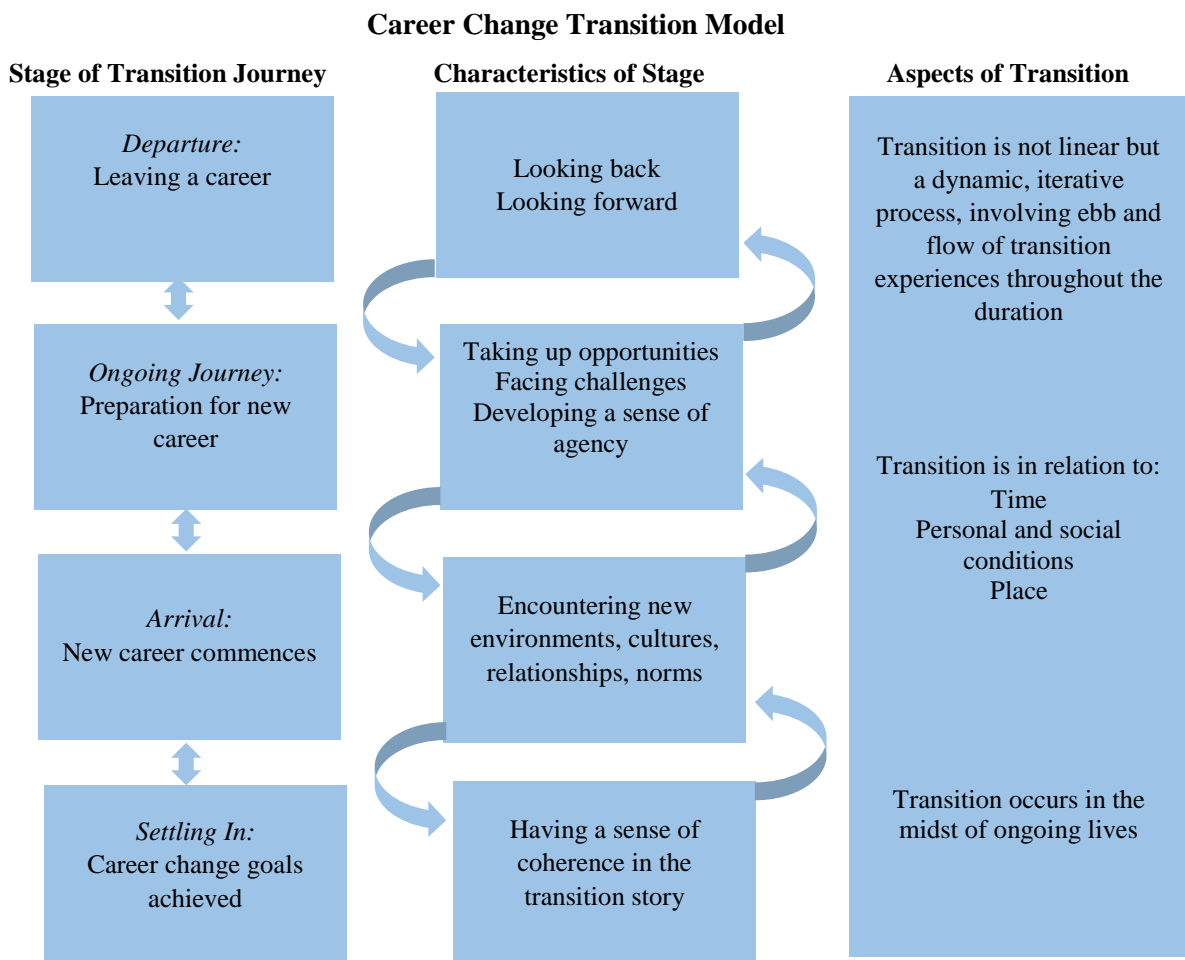 Career Change Transition Model
Stage of Transition Journey
Departure:
Leaving a career
Ongoing Journey:
Preparation for new
career
Arrival:
New career commences
Settling In:
Career change goals
achieved
Characteristics of Stage
Looking back
Looking forward
Taking up opportunities
Facing challenges
Developing a sense of
agency
Encountering new
environments, cultures,
relationships, norms
Having a sense of
coherence in the
transition story
Aspects of Transition
Transition is not linear but
a dynamic, iterative
process, involving ebb and
flow of transition
experiences throughout the
duration
Transition is in relation to:
Time
Personal and social
conditions
Place
Transition occurs in the
midst of ongoing lives